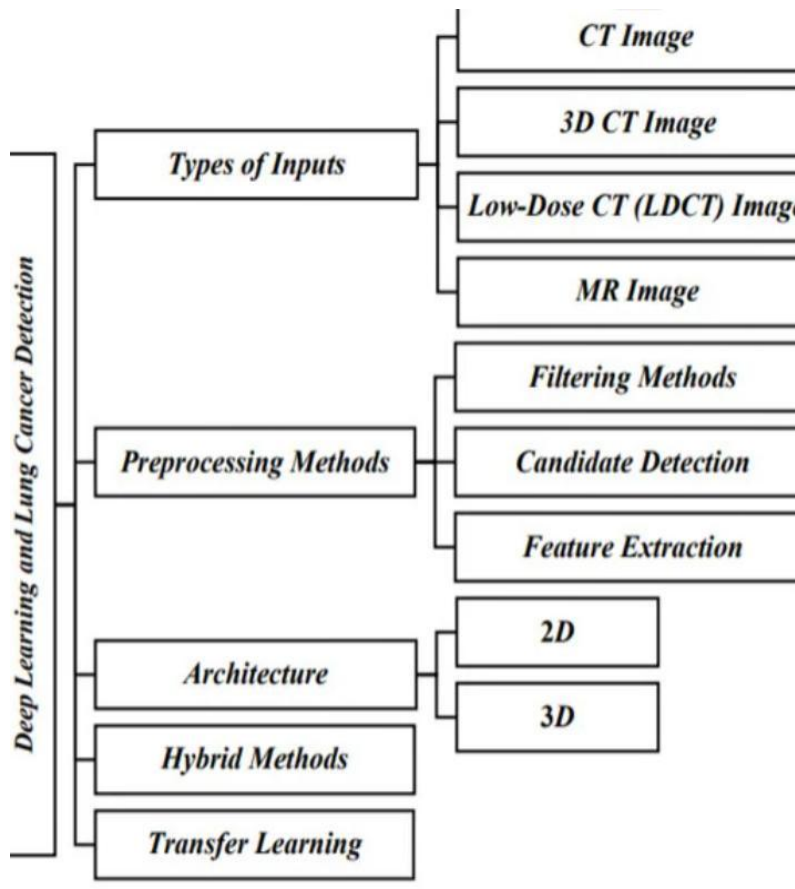 Deep Learning and Lung Cancer Detection
Types of Inputs
CT Image
3D CT Image
Low-Dose CT (LDCT) Image
MR Image
Preprocessing Methods
Filtering Methods
Candidate Detection
Feature Extraction
Architecture
2D
3D
Hybrid Methods
Transfer Learning